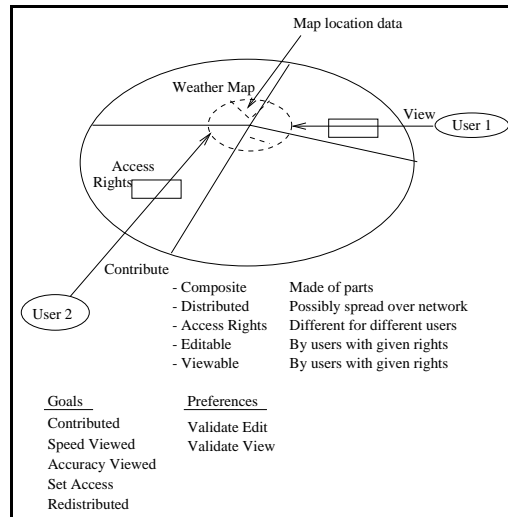 Map location data
Weather Map
View
User 1
Access
Rights
Contribute
User 2
- Composite Made of parts
- Distributed Possibly spread over network
- Access Rights Different for different users
- Editable By users with given rights
- Viewable By users with given rights
Goals Preferences
Contributed Validate Edit
Speed Viewed Validate View
Accuracy Viewed
Set Access
Redistributed